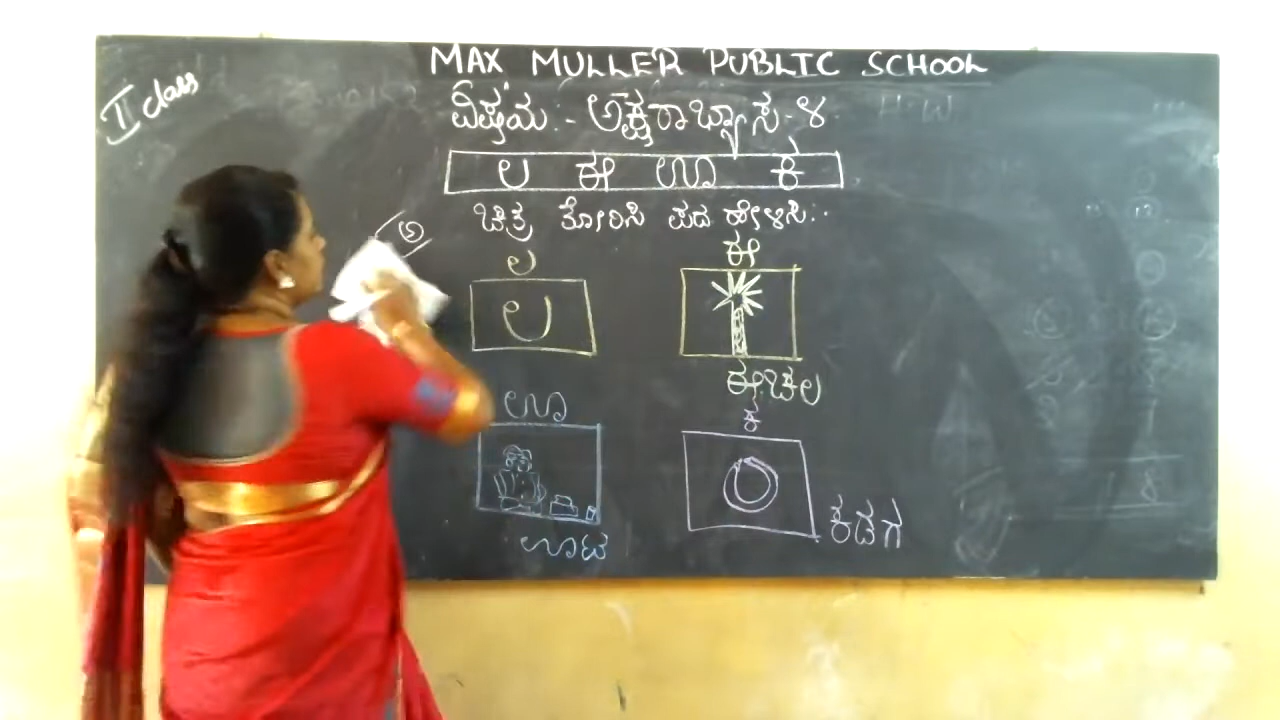 MAX MULLER PUBLIC SCHOOL
II class
ವಿಷಯ:- ಅಕ್ಷರಾಭ್ಯಾಸ-೪
ಲ ಈ ಊ ಕ
ಚಿತ್ರ ತೋರಿಸಿ ಪದ ಹೇಳಿಸಿ:-
ಲ ಈ
ಲ
ಈಚಲ
ಊ ಕ
ಊಟ ಕಡಗ